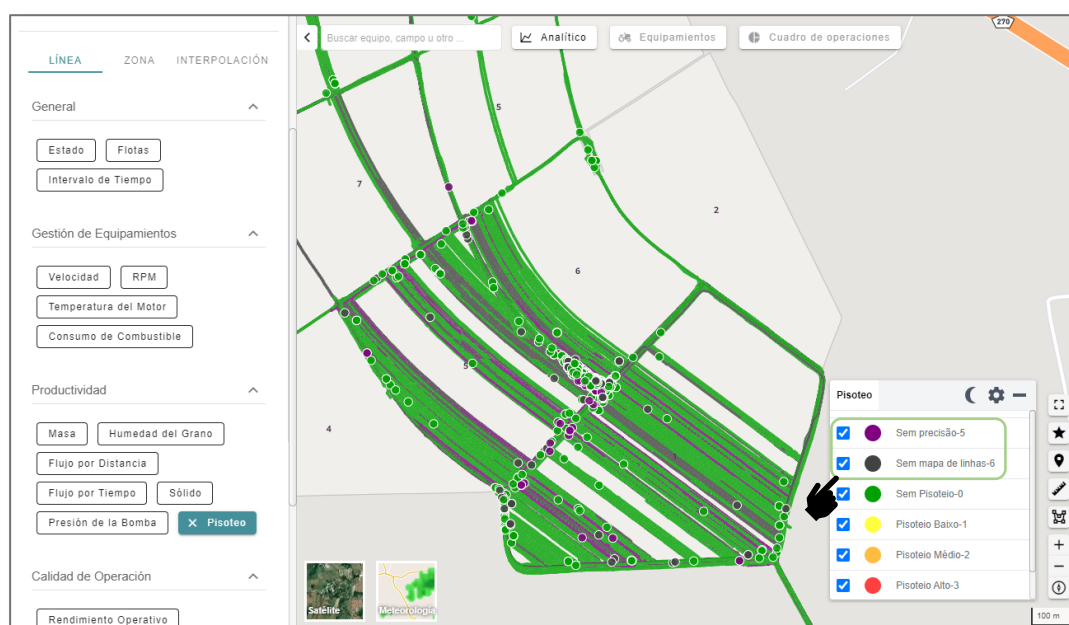 LÍNEA ZONA INTERPOLACIÓN
General
Estado Flotas
Intervalo de Tiempo
Gestión de Equipamientos
Velocidad RPM
Temperatura del Motor
Consumo de Combustible
Productividad
Masa Humedad del Grano
Flujo por Distancia
Flujo por Tiempo Sólido
Presión de la Bomba Pisoteo
Calidad de Operación
Rendimiento Operativo
Buscar equipo, campo u otro ...
Analítico Equipamientos Cuadro de operaciones
270
5
7
2
6
5
4
1
Pisoteo
Sem precisão-5
Sem mapa de linhas-6
Sem Pisoteio-0
Pisoteio Baixo-1
Pisoteio Médio-2
Pisoteio Alto-3
Satélite
Meteorología
100 m